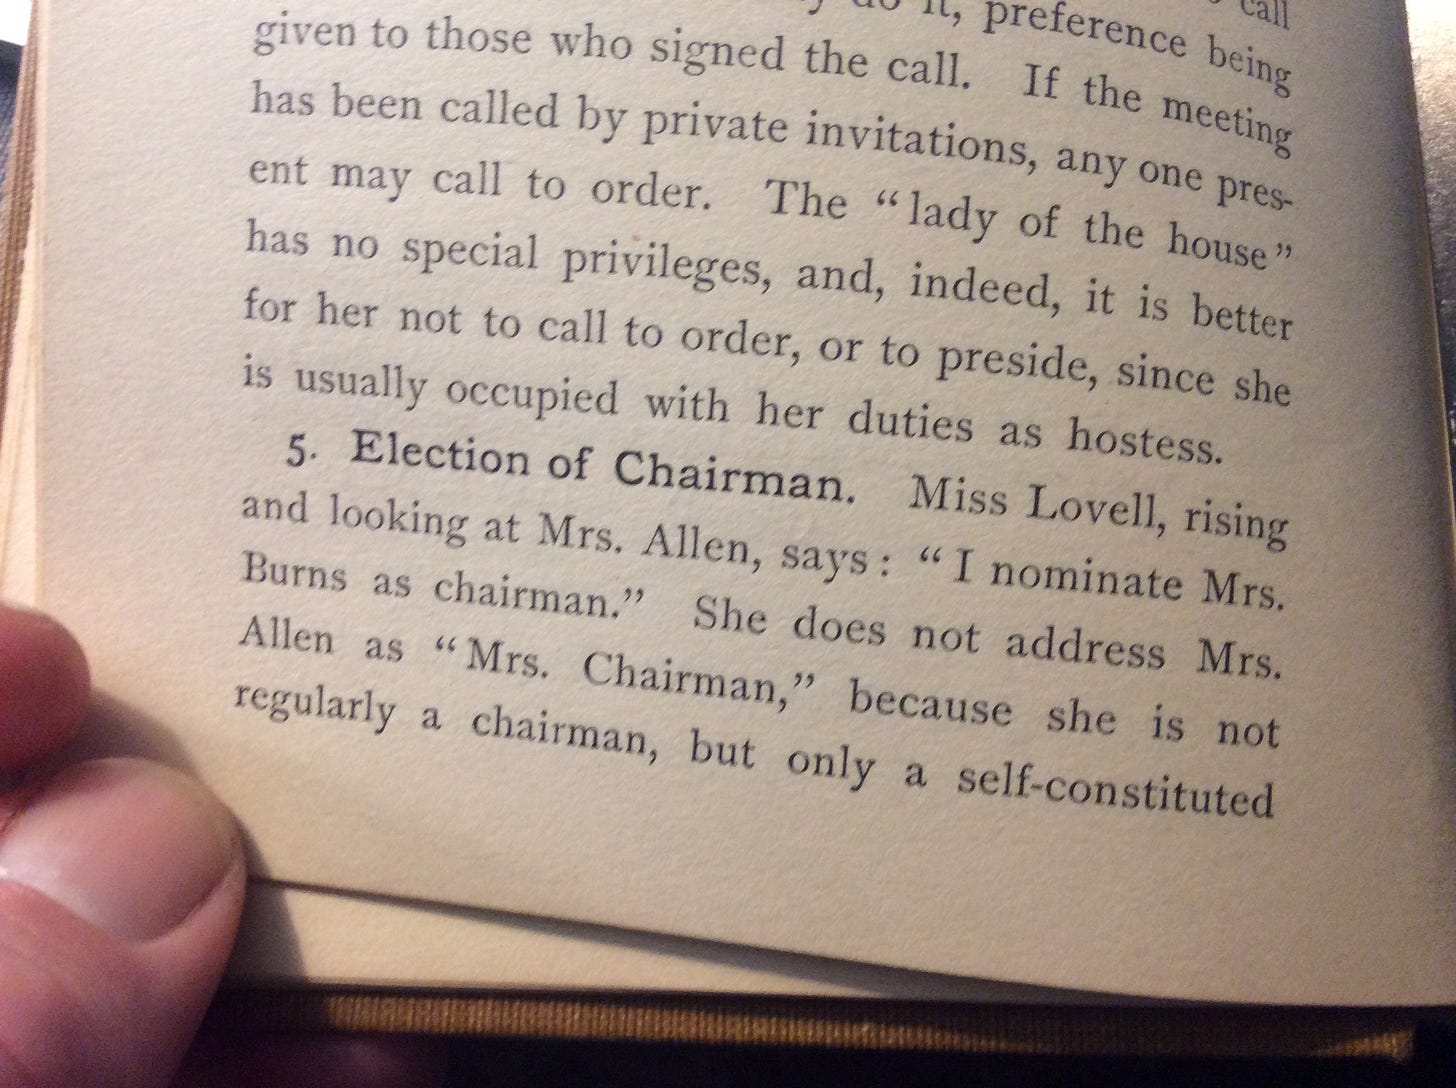 call
do it, preference being
given to those who signed the call. If the meeting
has been called by private invitations, any one pres-
ent may call to order. The “lady of the house”
has no special privileges, and, indeed, it is better
for her not to call to order, or to preside, since she
is usually occupied with her duties as hostess.
5. Election of Chairman. Miss Lovell, rising
and looking at Mrs. Allen, says: “I nominate Mrs.
Burns as chairman.” She does not address Mrs.
Allen as “Mrs. Chairman,” because she is not
regularly a chairman, but only a self-constituted